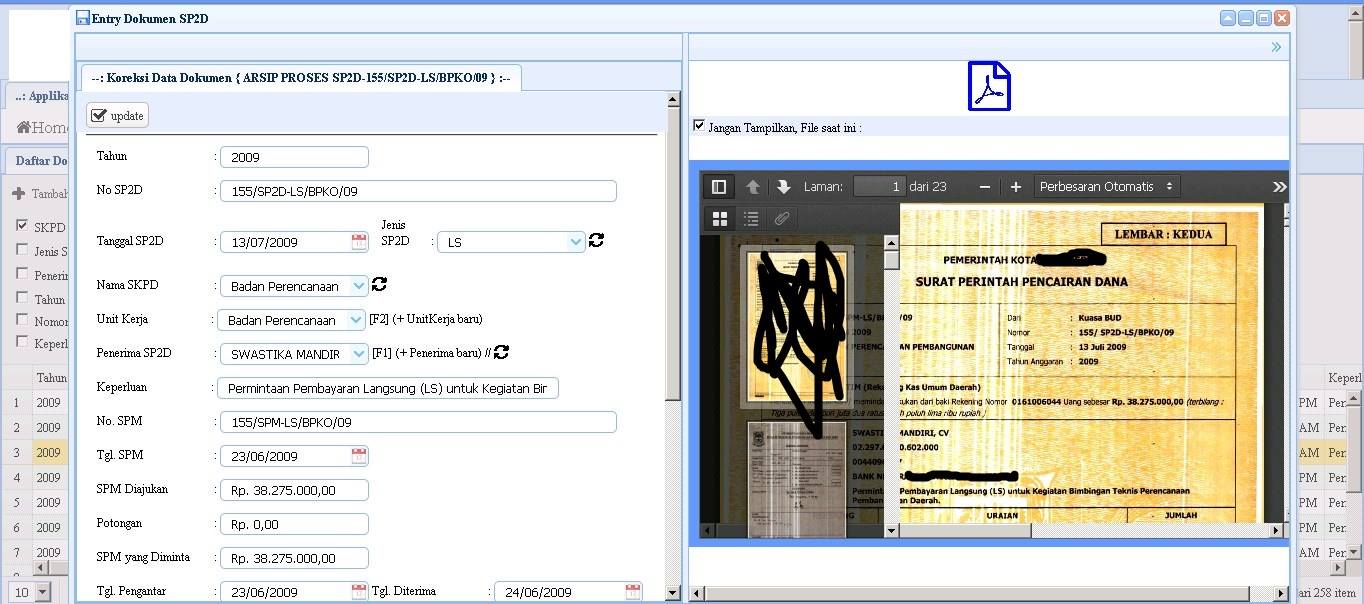 Entry Dokumen SP2D
..: Applika
Home
Daftar Do
Tambah
SKPD
Jenis S
Tahun
Nomor
Tahun
1 2009
2 2009
3 2009
4 2009
5 2009
6 2009
7 2009
10
--: Koreksi Data Dokumen { ARSIP PROSES SP2D-155/SP2D-LS/BPKO/09 } :--
update
Tahun : 2009
No SP2D : 155/SP2D-LS/BPKO/09
Tanggal SP2D : 13/07/2009 Jenis SP2D : LS
Nama SKPD : Badan Perencanaan
Unit Kerja : Badan Perencanaan [F2] (+ UnitKerja baru)
Penerima SP2D : SWASTIKA MANDIR [F1] (+ Penerima baru) //
Keperluan : Permintaan Pembayaran Langsung (LS) untuk Kegiatan Bir
No. SPM : 155/SPM-LS/BPKO/09
Tgl. SPM : 23/06/2009
SPM Diajukan : Rp. 38.275.000,00
Potongan : Rp. 0,00
SPM yang Diminta : Rp. 38.275.000,00
Tgl. Pengantar : 23/06/2009 Tgl. Diterima : 24/06/2009
»
Jangan Tampilkan, File saat ini :
Laman: 1 dari 23 Perbesaran Otomatis
LEMBAR : KEDUA
PEMERINTAH KOTA
SURAT PERINTAH PENCAIRAN DANA
Dari : Kuasa BUD
Nomor : 155/ SP2D-LS/BPKO/09
Tanggal : 13 Juli 2009
Tahun Anggaran : 2009
AN PEMBANGUNAN
Kas Umum Daerah)
sukan dari baki Rekening Nomor 0161006044 Uang sebesar Rp. 38.275.000,00 (terbilang :
puluh lima ribu rupiah )
MANDIRI, CV
.602.000
BANK
Pembayaran Langsung (LS) untuk Kegiatan Bimbingan Teknis Perencanaan
Daerah.
URAIAN JUMLAH
Keperl
PM Per
AM Per
AM Per
PM Per
PM Per
PM Per
AM Per
ari 258 item